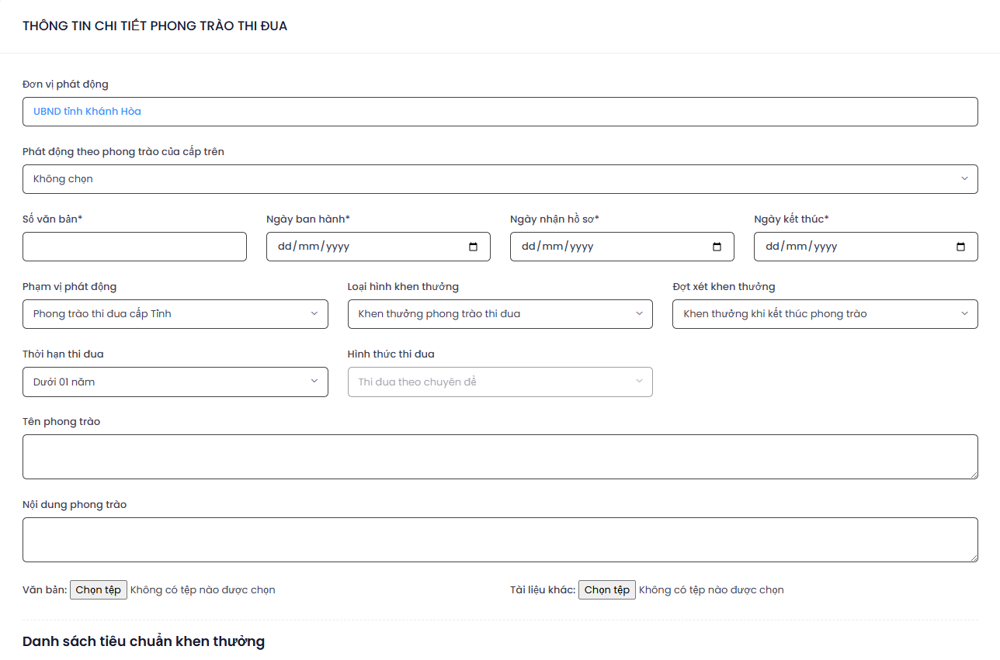 THÔNG TIN CHI TIẾT PHONG TRÀO THI ĐUA
Đơn vị phát động
UBND tỉnh Khánh Hòa
Phát động theo phong trào của cấp trên
Không chọn
Số văn bản* Ngày ban hành* Ngày nhận hồ sơ* Ngày kết thúc*
dd/mm/yyyy dd/mm/yyyy dd/mm/yyyy
Phạm vị phát động Loại hình khen thưởng Đợt xét khen thưởng
Phong trào thi đua cấp Tỉnh Khen thưởng phong trào thi đua Khen thưởng khi kết thúc phong trào
Thời hạn thi đua Hình thức thi đua
Dưới 01 năm Thi đua theo chuyên đề
Tên phong trào
Nội dung phong trào
Văn bản: Chọn tệp Không có tệp nào được chọn Tài liệu khác: Chọn tệp Không có tệp nào được chọn
Danh sách tiêu chuẩn khen thưởng